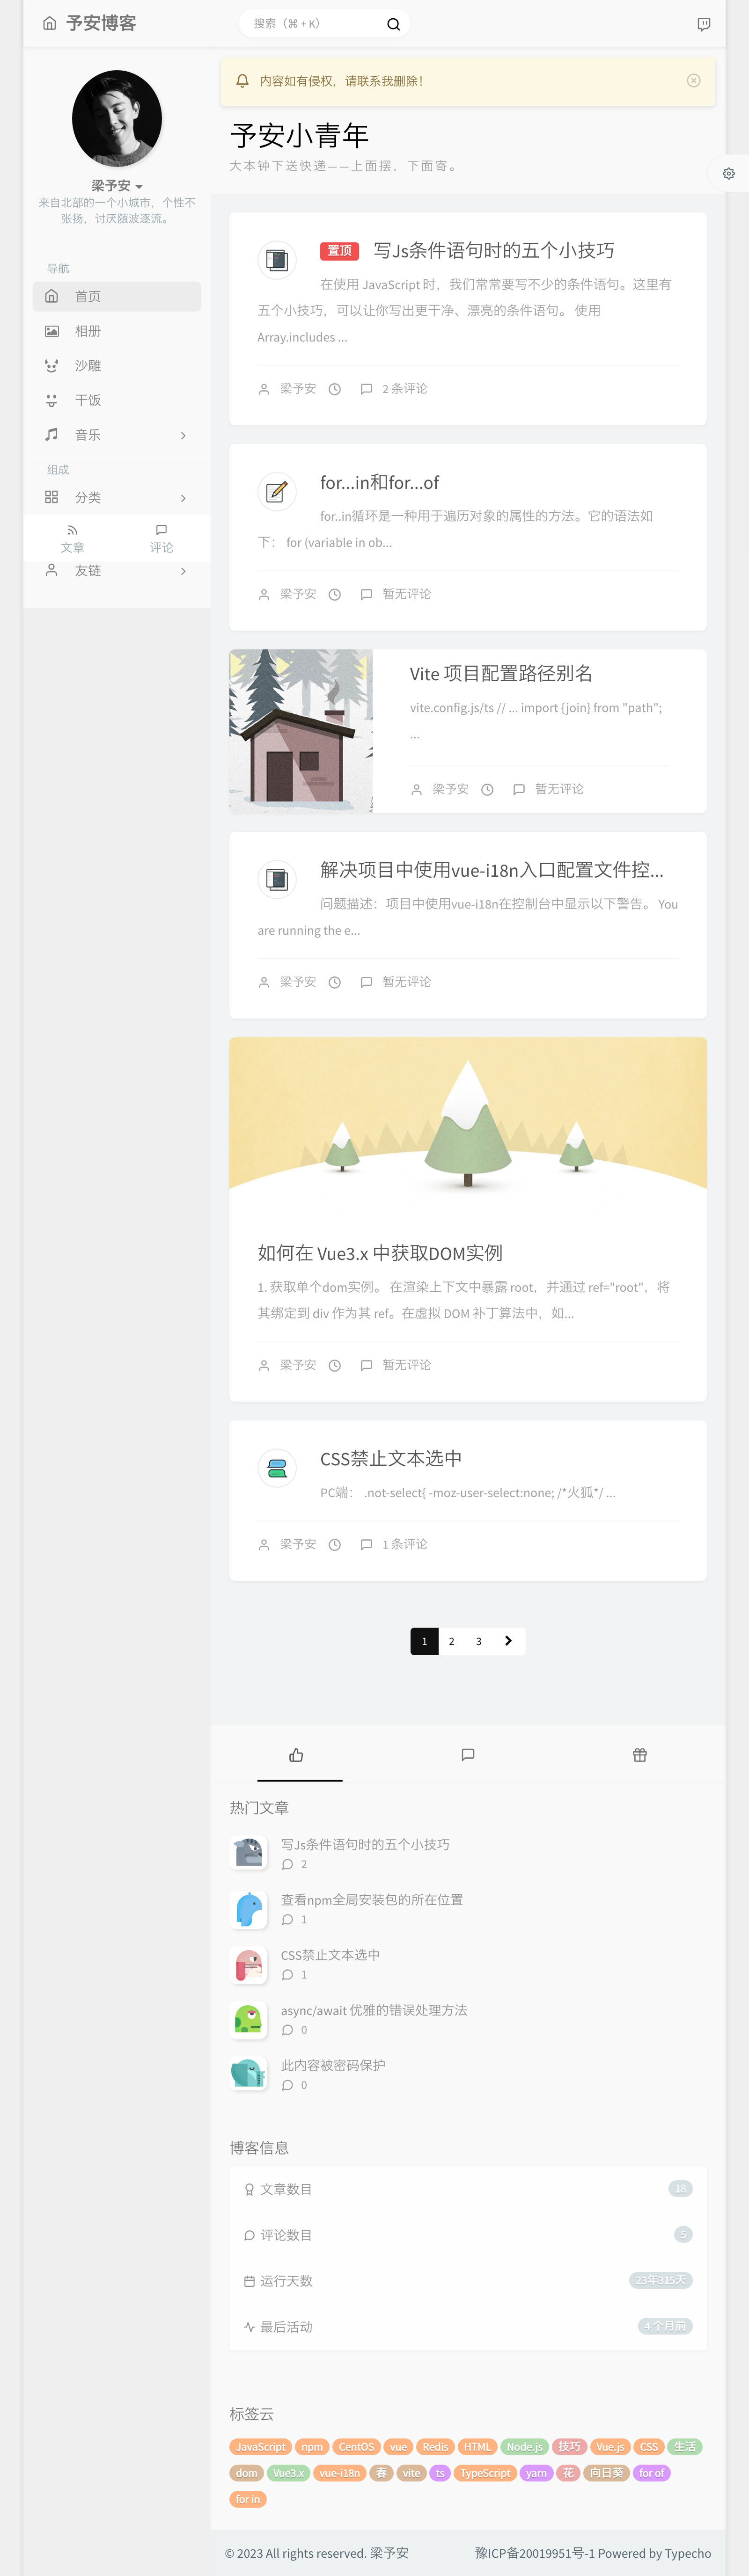 予安博客
搜索（⌘ + K）
梁予安
来自北部的一个小城市，个性不
张扬，讨厌随波逐流。
导航
首页
相册
沙雕
干饭
音乐
组成
分类
文章
评论
友链
内容如有侵权，请联系我删除！
予安小青年
大本钟下送快递——上面摆，下面寄。
置顶 写Js条件语句时的五个小技巧
在使用 JavaScript 时，我们常常要写不少的条件语句。这里有
五个小技巧，可以让你写出更干净、漂亮的条件语句。 使用
Array.includes ...
梁予安 2 条评论
for...in和for...of
for..in循环是一种用于遍历对象的属性的方法。它的语法如
下： for (variable in ob...
梁予安 暂无评论
Vite 项目配置路径别名
vite.config.js/ts // ... import {join} from "path";
...
梁予安 暂无评论
解决项目中使用vue-i18n入口配置文件控...
问题描述：项目中使用vue-i18n在控制台中显示以下警告。 You
are running the e...
梁予安 暂无评论
如何在 Vue3.x 中获取DOM实例
1. 获取单个dom实例。 在渲染上下文中暴露 root，并通过 ref="root"，将
其绑定到 div 作为其 ref。在虚拟 DOM 补丁算法中，如...
梁予安 暂无评论
CSS禁止文本选中
PC端： .not-select{ -moz-user-select:none; /*火狐*/ ...
梁予安 1 条评论
1 2 3
热门文章
写Js条件语句时的五个小技巧
2
查看npm全局安装包的所在位置
1
CSS禁止文本选中
1
async/await 优雅的错误处理方法
0
此内容被密码保护
0
博客信息
文章数目 18
评论数目 5
运行天数 23年315天
最后活动 4 个月前
标签云
JavaScript npm CentOS vue Redis HTML Node.js 技巧 Vue.js CSS 生活
dom Vue3.x vue-i18n 春 vite ts TypeScript yarn 花 向日葵 for of
for in
© 2023 All rights reserved. 梁予安 豫ICP备20019951号-1 Powered by Typecho